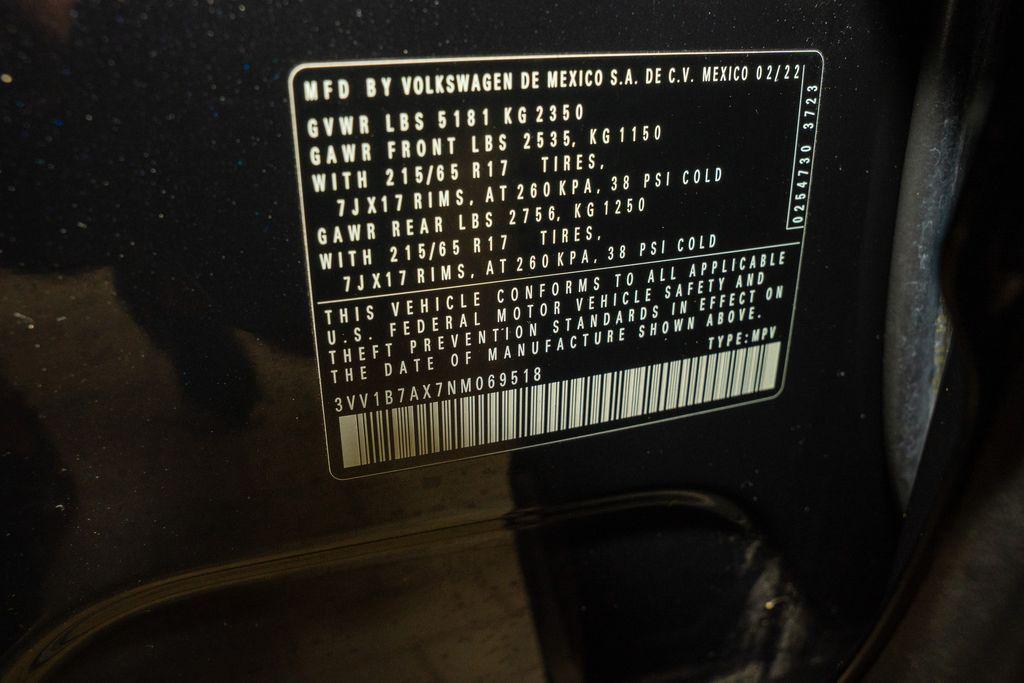 MFD BY VOLKSWAGEN DE MEXICO S.A. DE C.V. MEXICO 02/22
GVWR LBS 5181 KG 2350
GAWR FRONT LBS 2535, KG 1150
WITH 215/65 R17 TIRES,
7JX17 RIMS, AT 260 KPA, 38 PSI COLD
GAWR REAR LBS 2756, KG 1250
WITH 215/65 R17 TIRES,
7JX17 RIMS, AT 260 KPA, 38 PSI COLD
0254730 3723
THIS VEHICLE CONFORMS TO ALL APPLICABLE
U.S. FEDERAL MOTOR VEHICLE SAFETY AND
THEFT PREVENTION STANDARDS IN EFFECT ON
THE DATE OF MANUFACTURE SHOWN ABOVE.
TYPE:MPV
3VV1B7AX7NM069518